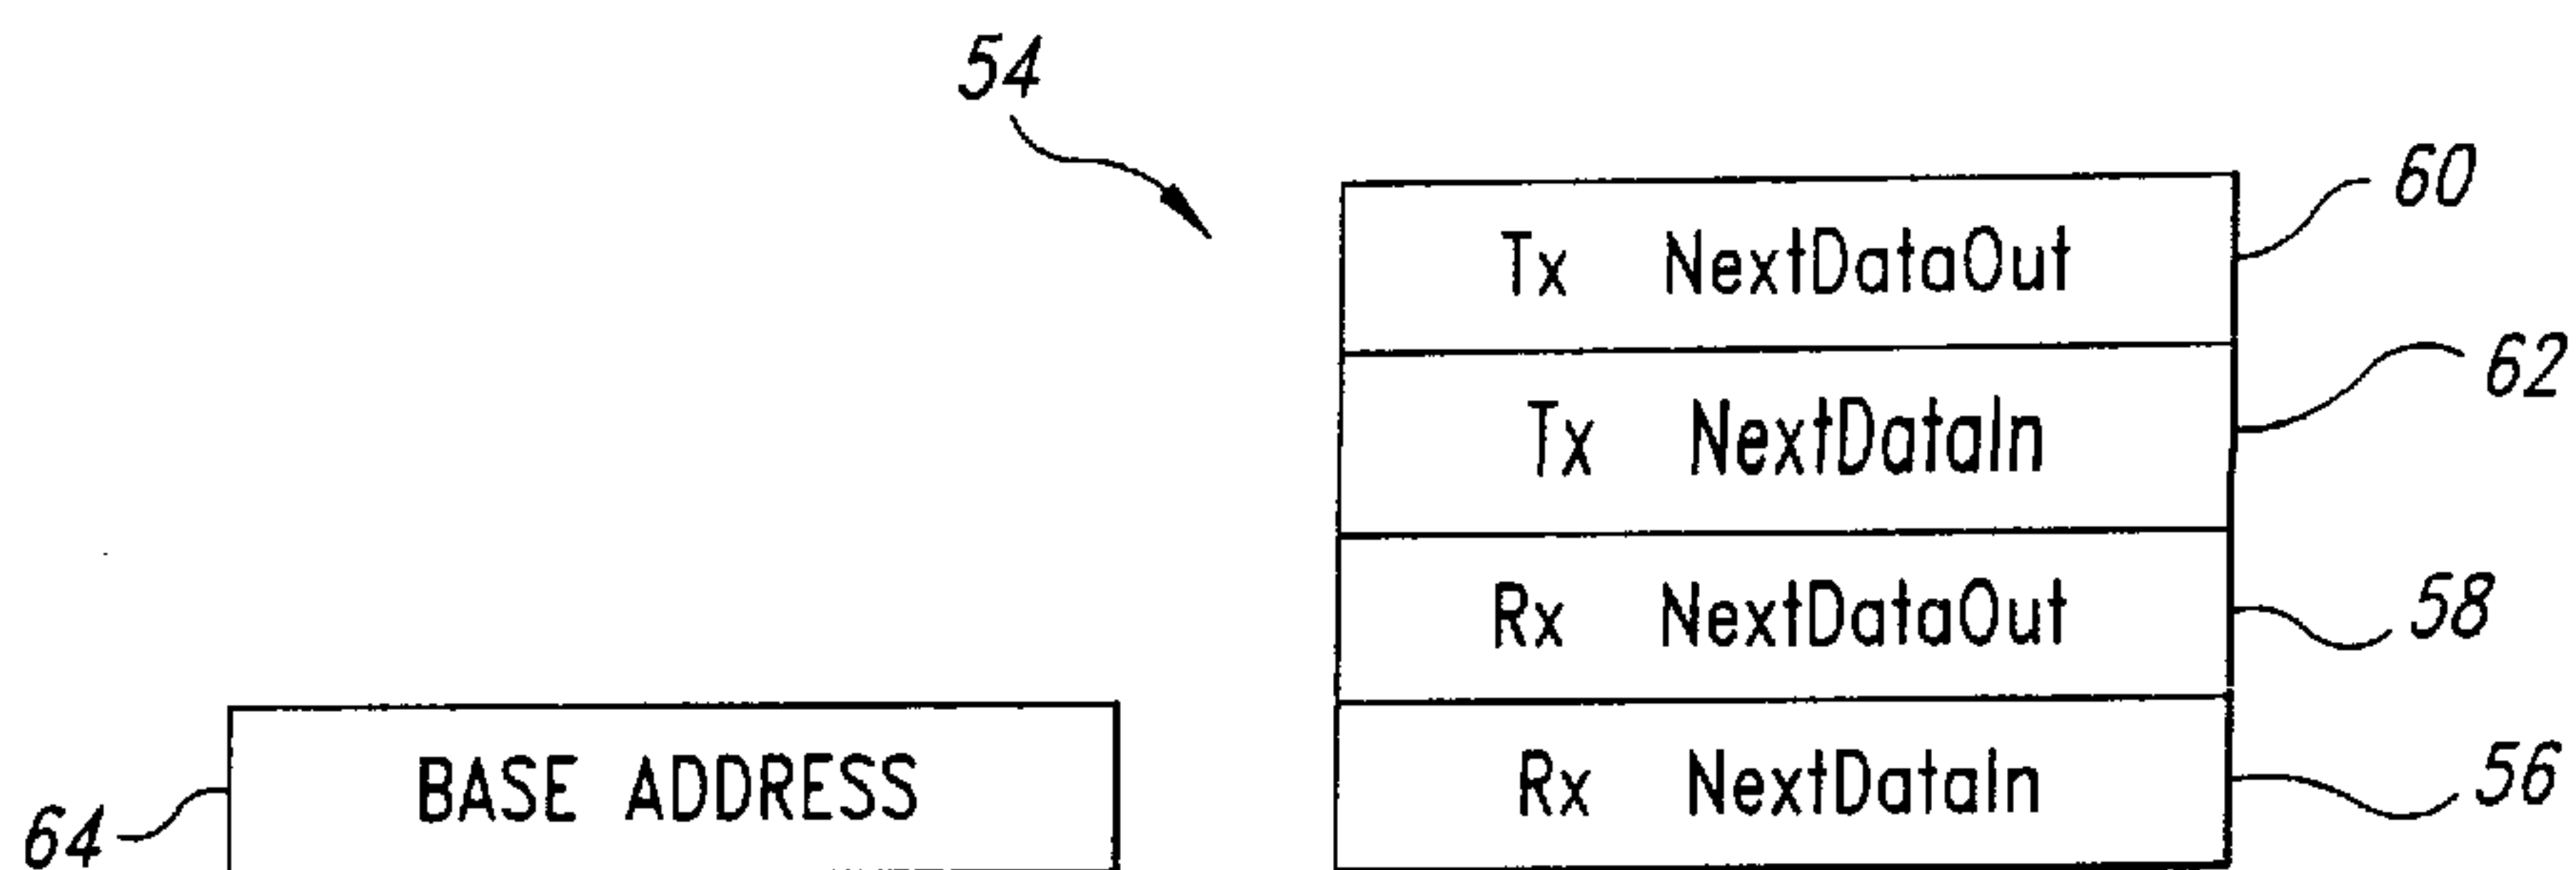 54
Tx NextDataOut
60
Tx NextDataIn
62
Rx NextDataOut
58
BASE ADDRESS
64
Rx NextDataIn
56